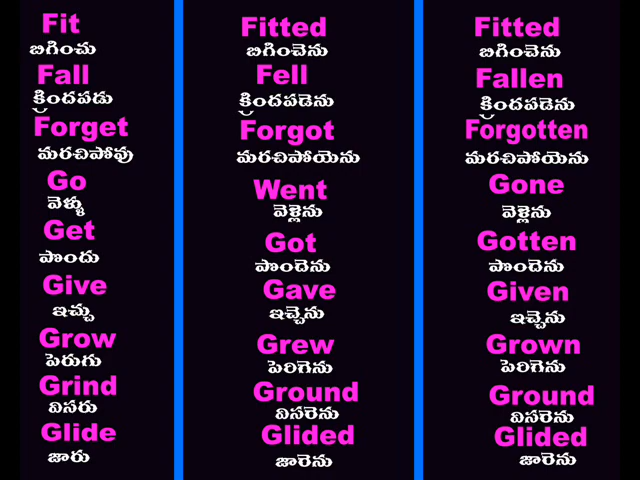 Fit Fitted Fitted
బిగించు బిగించెను బిగించెను
Fall Fell Fallen
క్రిందపడు క్రిందపడెను క్రిందపడెను
Forget Forgot Forgotten
మరచిపోవు మరచిపోయెను మరచిపోయెను
Go Went Gone
వెళ్ళు వెళ్లెను వెళ్లెను
Get Got Gotten
పొందు పొందెను పొందెను
Give Gave Given
ఇచ్చు ఇచ్చెను ఇచ్చెను
Grow Grew Grown
పెరుగు పెరిగెను పెరిగెను
Grind Ground Ground
విసరు విసరెను విసరెను
Glide Glided Glided
జారు జారెను జారెను